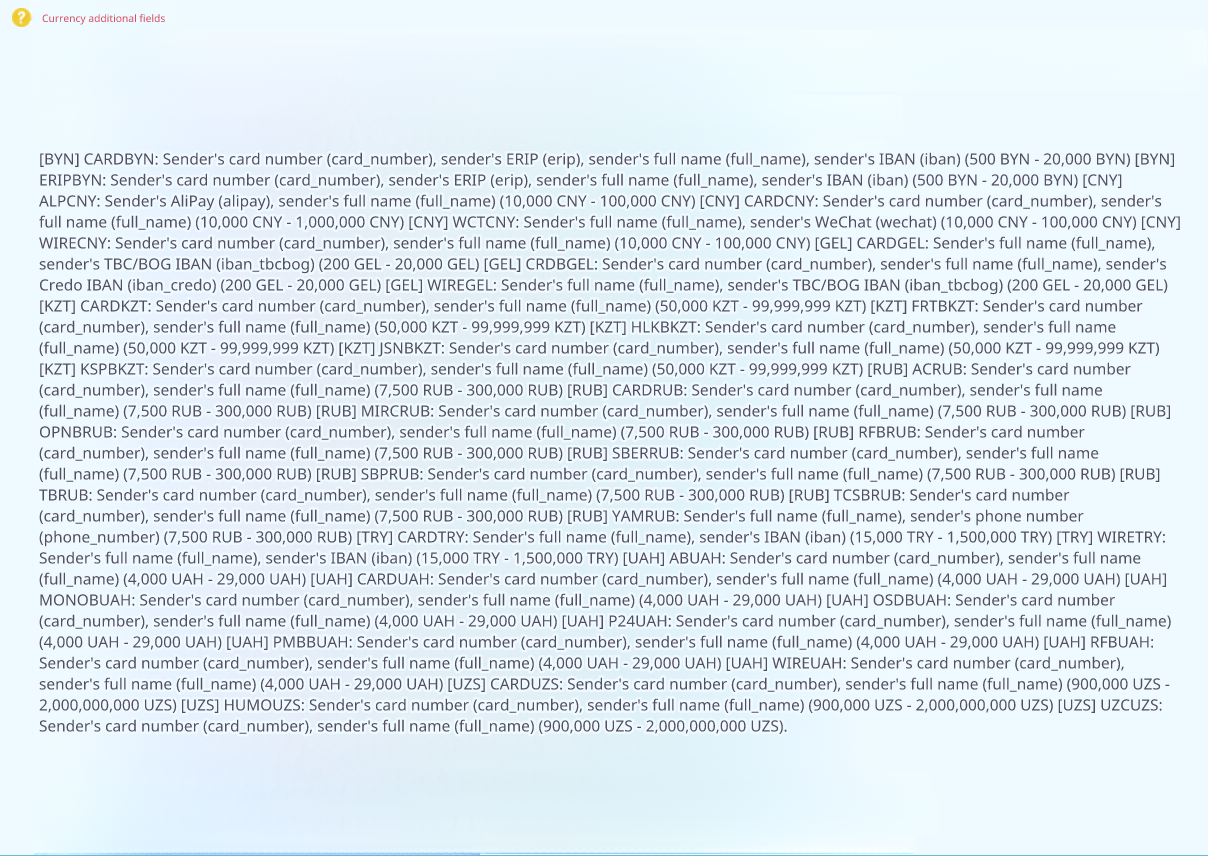 ?
Currency additional fields
[BYN] CARDBYN: Sender's card number (card_number), sender's ERIP (erip), sender's full name (full_name), sender's IBAN (iban) (500 BYN - 20,000 BYN) [BYN]
ERIPBYN: Sender's card number (card_number), sender's ERIP (erip), sender's full name (full_name), sender's IBAN (iban) (500 BYN - 20,000 BYN) [CNY]
ALPCNY: Sender's AliPay (alipay), sender's full name (full_name) (10,000 CNY - 100,000 CNY) [CNY] CARDCNY: Sender's card number (card_number), sender's
full name (full_name) (10,000 CNY - 1,000,000 CNY) [CNY] WCTCNY: Sender's full name (full_name), sender's WeChat (wechat) (10,000 CNY - 100,000 CNY) [CNY]
WIRECNY: Sender's card number (card_number), sender's full name (full_name) (10,000 CNY - 100,000 CNY) [GEL] CARDGEL: Sender's full name (full_name),
sender's TBC/BOG IBAN (iban_tbcbog) (200 GEL - 20,000 GEL) [GEL] CRDBGEL: Sender's card number (card_number), sender's full name (full_name), sender's
Credo IBAN (iban_credo) (200 GEL - 20,000 GEL) [GEL] WIREGEL: Sender's full name (full_name), sender's TBC/BOG IBAN (iban_tbcbog) (200 GEL - 20,000 GEL)
[KZT] CARDKZT: Sender's card number (card_number), sender's full name (full_name) (50,000 KZT - 99,999,999 KZT) [KZT] FRTBKZT: Sender's card number
(card_number), sender's full name (full_name) (50,000 KZT - 99,999,999 KZT) [KZT] HLKBKZT: Sender's card number (card_number), sender's full name
(full_name) (50,000 KZT - 99,999,999 KZT) [KZT] JSNBKZT: Sender's card number (card_number), sender's full name (full_name) (50,000 KZT - 99,999,999 KZT)
[KZT] KSPBKZT: Sender's card number (card_number), sender's full name (full_name) (50,000 KZT - 99,999,999 KZT) [RUB] ACRUB: Sender's card number
(card_number), sender's full name (full_name) (7,500 RUB - 300,000 RUB) [RUB] CARDRUB: Sender's card number (card_number), sender's full name
(full_name) (7,500 RUB - 300,000 RUB) [RUB] MIRCRUB: Sender's card number (card_number), sender's full name (full_name) (7,500 RUB - 300,000 RUB) [RUB]
OPNBRUB: Sender's card number (card_number), sender's full name (full_name) (7,500 RUB - 300,000 RUB) [RUB] RFBRUB: Sender's card number
(card_number), sender's full name (full_name) (7,500 RUB - 300,000 RUB) [RUB] SBERRUB: Sender's card number (card_number), sender's full name
(full_name) (7,500 RUB - 300,000 RUB) [RUB] SBPRUB: Sender's card number (card_number), sender's full name (full_name) (7,500 RUB - 300,000 RUB) [RUB]
TBRUB: Sender's card number (card_number), sender's full name (full_name) (7,500 RUB - 300,000 RUB) [RUB] TCSBRUB: Sender's card number
(card_number), sender's full name (full_name) (7,500 RUB - 300,000 RUB) [RUB] YAMRUB: Sender's full name (full_name), sender's phone number
(phone_number) (7,500 RUB - 300,000 RUB) [TRY] CARDTRY: Sender's full name (full_name), sender's IBAN (iban) (15,000 TRY - 1,500,000 TRY) [TRY] WIRETRY:
Sender's full name (full_name), sender's IBAN (iban) (15,000 TRY - 1,500,000 TRY) [UAH] ABUAH: Sender's card number (card_number), sender's full name
(full_name) (4,000 UAH - 29,000 UAH) [UAH] CARDUAH: Sender's card number (card_number), sender's full name (full_name) (4,000 UAH - 29,000 UAH) [UAH]
MONOBUAH: Sender's card number (card_number), sender's full name (full_name) (4,000 UAH - 29,000 UAH) [UAH] OSDBUAH: Sender's card number
(card_number), sender's full name (full_name) (4,000 UAH - 29,000 UAH) [UAH] P24UAH: Sender's card number (card_number), sender's full name (full_name)
(4,000 UAH - 29,000 UAH) [UAH] PMBBUAH: Sender's card number (card_number), sender's full name (full_name) (4,000 UAH - 29,000 UAH) [UAH] RFBUAH:
Sender's card number (card_number), sender's full name (full_name) (4,000 UAH - 29,000 UAH) [UAH] WIREUAH: Sender's card number (card_number),
sender's full name (full_name) (4,000 UAH - 29,000 UAH) [UZS] CARDUZS: Sender's card number (card_number), sender's full name (full_name) (900,000 UZS -
2,000,000,000 UZS) [UZS] HUMOUZS: Sender's card number (card_number), sender's full name (full_name) (900,000 UZS - 2,000,000,000 UZS) [UZS] UZCUZS:
Sender's card number (card_number), sender's full name (full_name) (900,000 UZS - 2,000,000,000 UZS).